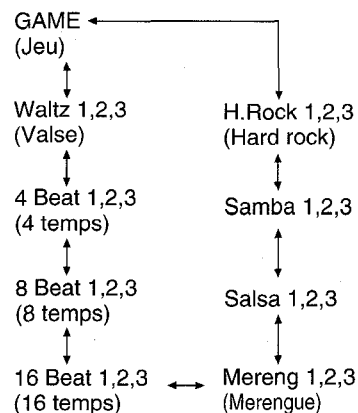 GAME
(Jeu)
Waltz 1,2,3
(Valse)
4 Beat 1,2,3
(4 temps)
8 Beat 1,2,3
(8 temps)
16 Beat 1,2,3
(16 temps)
H.Rock 1,2,3
(Hard rock)
Samba 1,2,3
Salsa 1,2,3
Mereng 1,2,3
(Merengue)